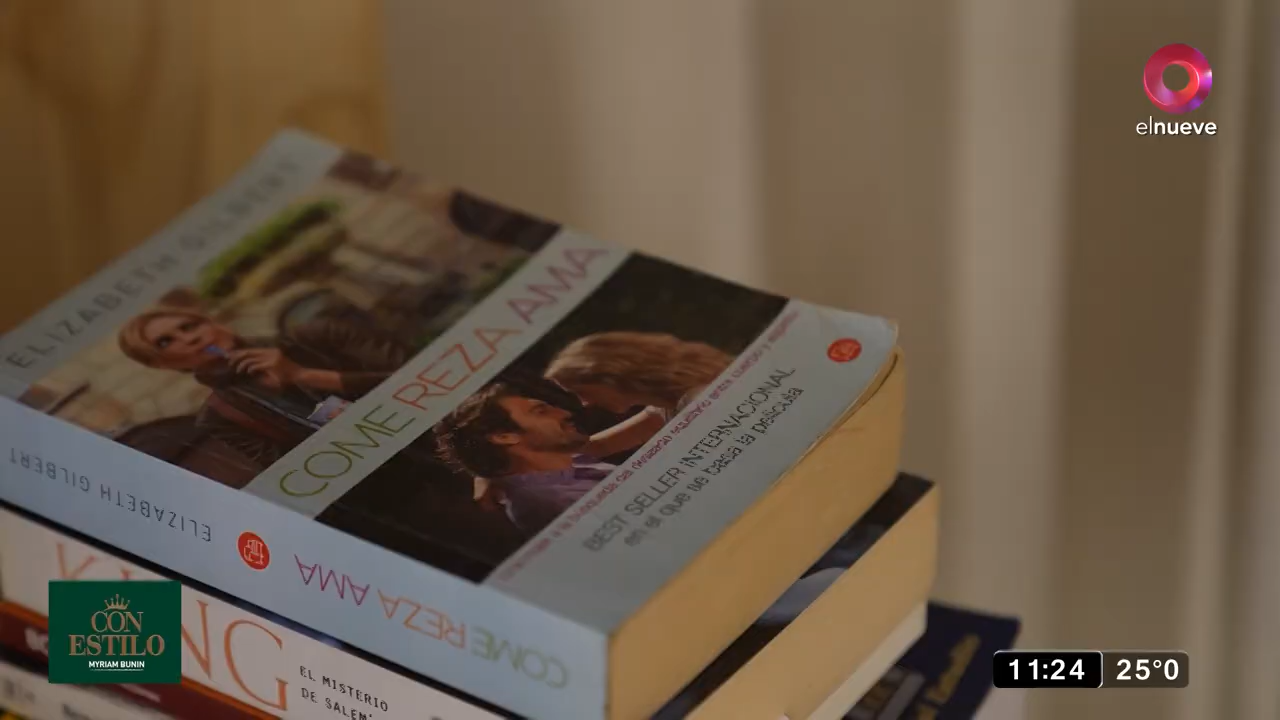 elnueve
ELIZABETH GILBERT
COME REZA AMA
BEST SELLER INTERNACIONAL
en el que se basa la película
ELIZABETH GILBERT
COME REZA AMA
KING
EL MISTERIO
DE SALEM'
CON
ESTILO
MYRIAM BUNIN
11:24 25°0